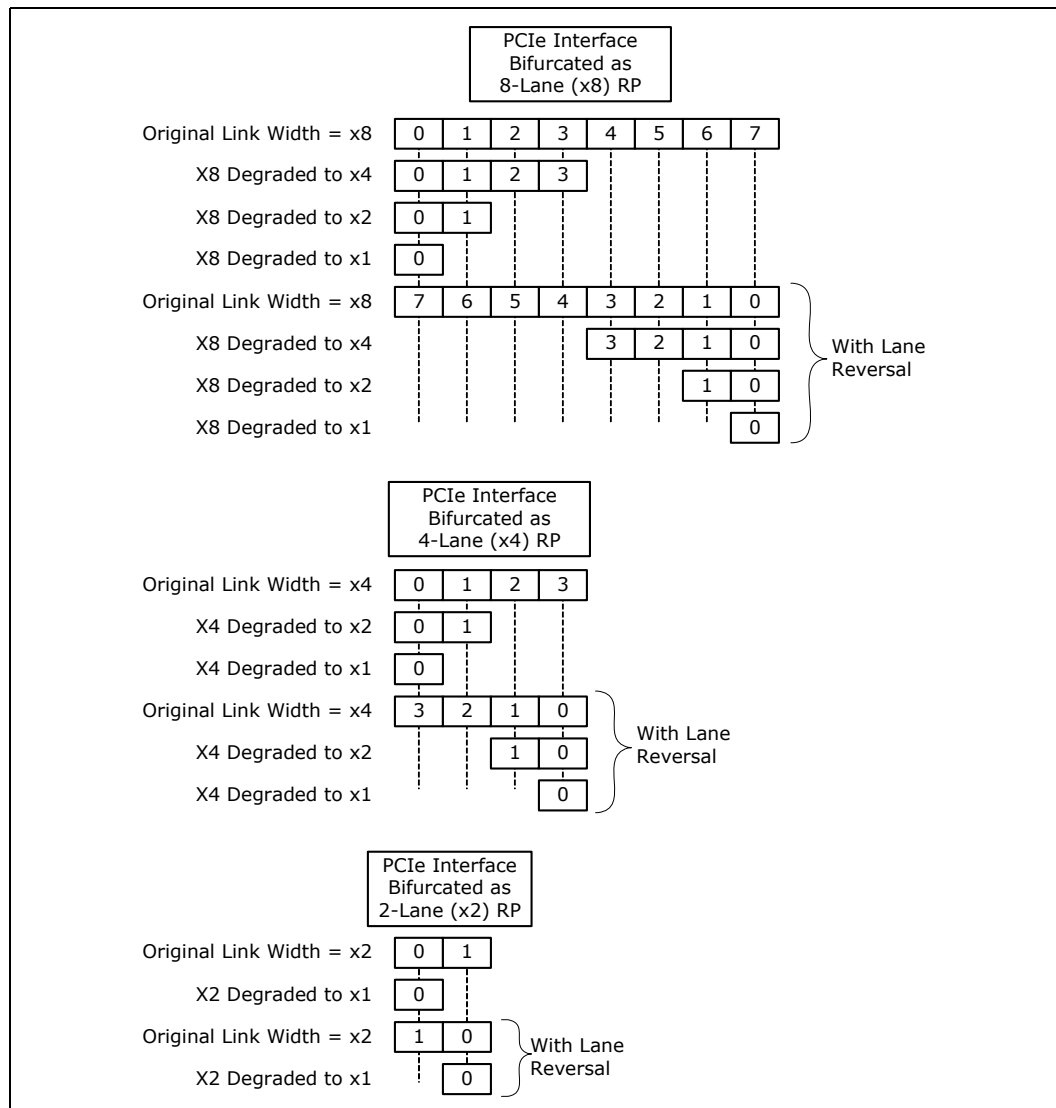 PCIe Interface
Bifurcated as
8-Lane (x8) RP
Original Link Width = x8 0 1 2 3 4 5 6 7
X8 Degraded to x4 0 1 2 3
X8 Degraded to x2 0 1
X8 Degraded to x1 0
Original Link Width = x8 7 6 5 4 3 2 1 0
X8 Degraded to x4 3 2 1 0
With Lane
Reversal
X8 Degraded to x2 1 0
X8 Degraded to x1 0
PCIe Interface
Bifurcated as
4-Lane (x4) RP
Original Link Width = x4 0 1 2 3
X4 Degraded to x2 0 1
X4 Degraded to x1 0
Original Link Width = x4 3 2 1 0
With Lane
Reversal
X4 Degraded to x2 1 0
X4 Degraded to x1 0
PCIe Interface
Bifurcated as
2-Lane (x2) RP
Original Link Width = x2 0 1
X2 Degraded to x1 0
Original Link Width = x2 1 0
With Lane
Reversal
X2 Degraded to x1 0